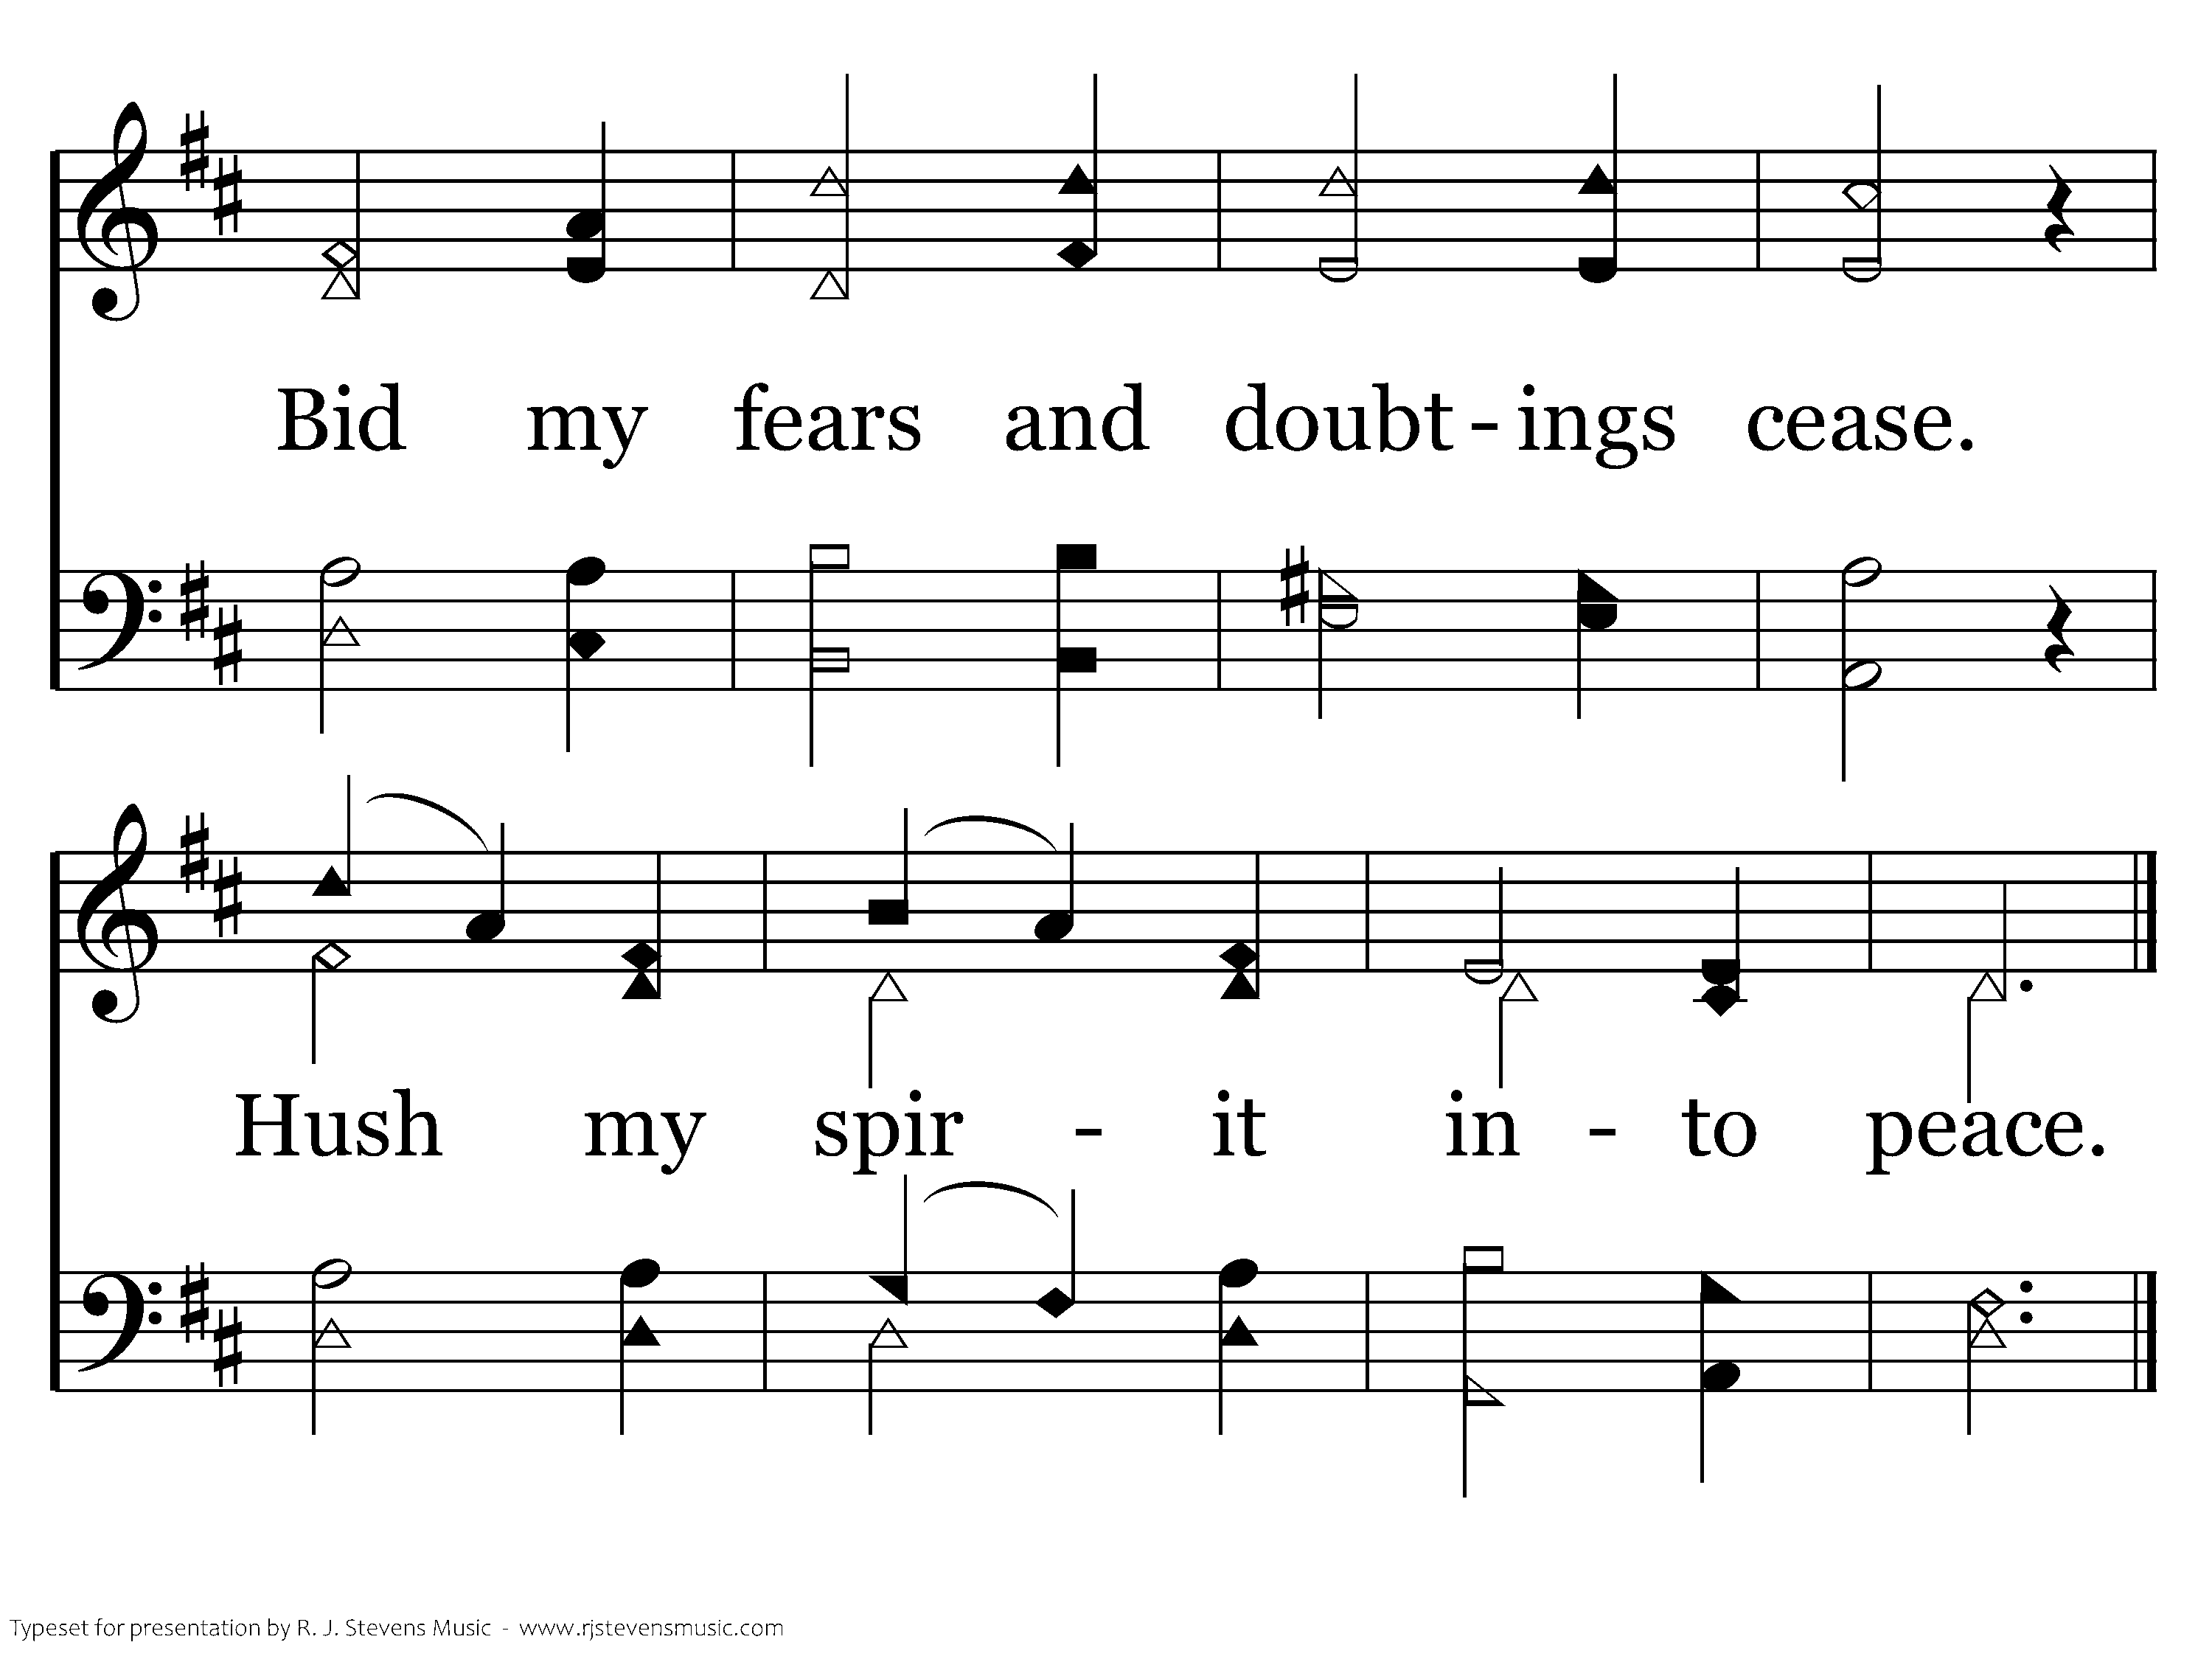 Bid my fears and doubt - ings cease.
Hush my spir - it in - to peace.
Typeset for presentation by R. J. Stevens Music - www.rjstevensmusic.com